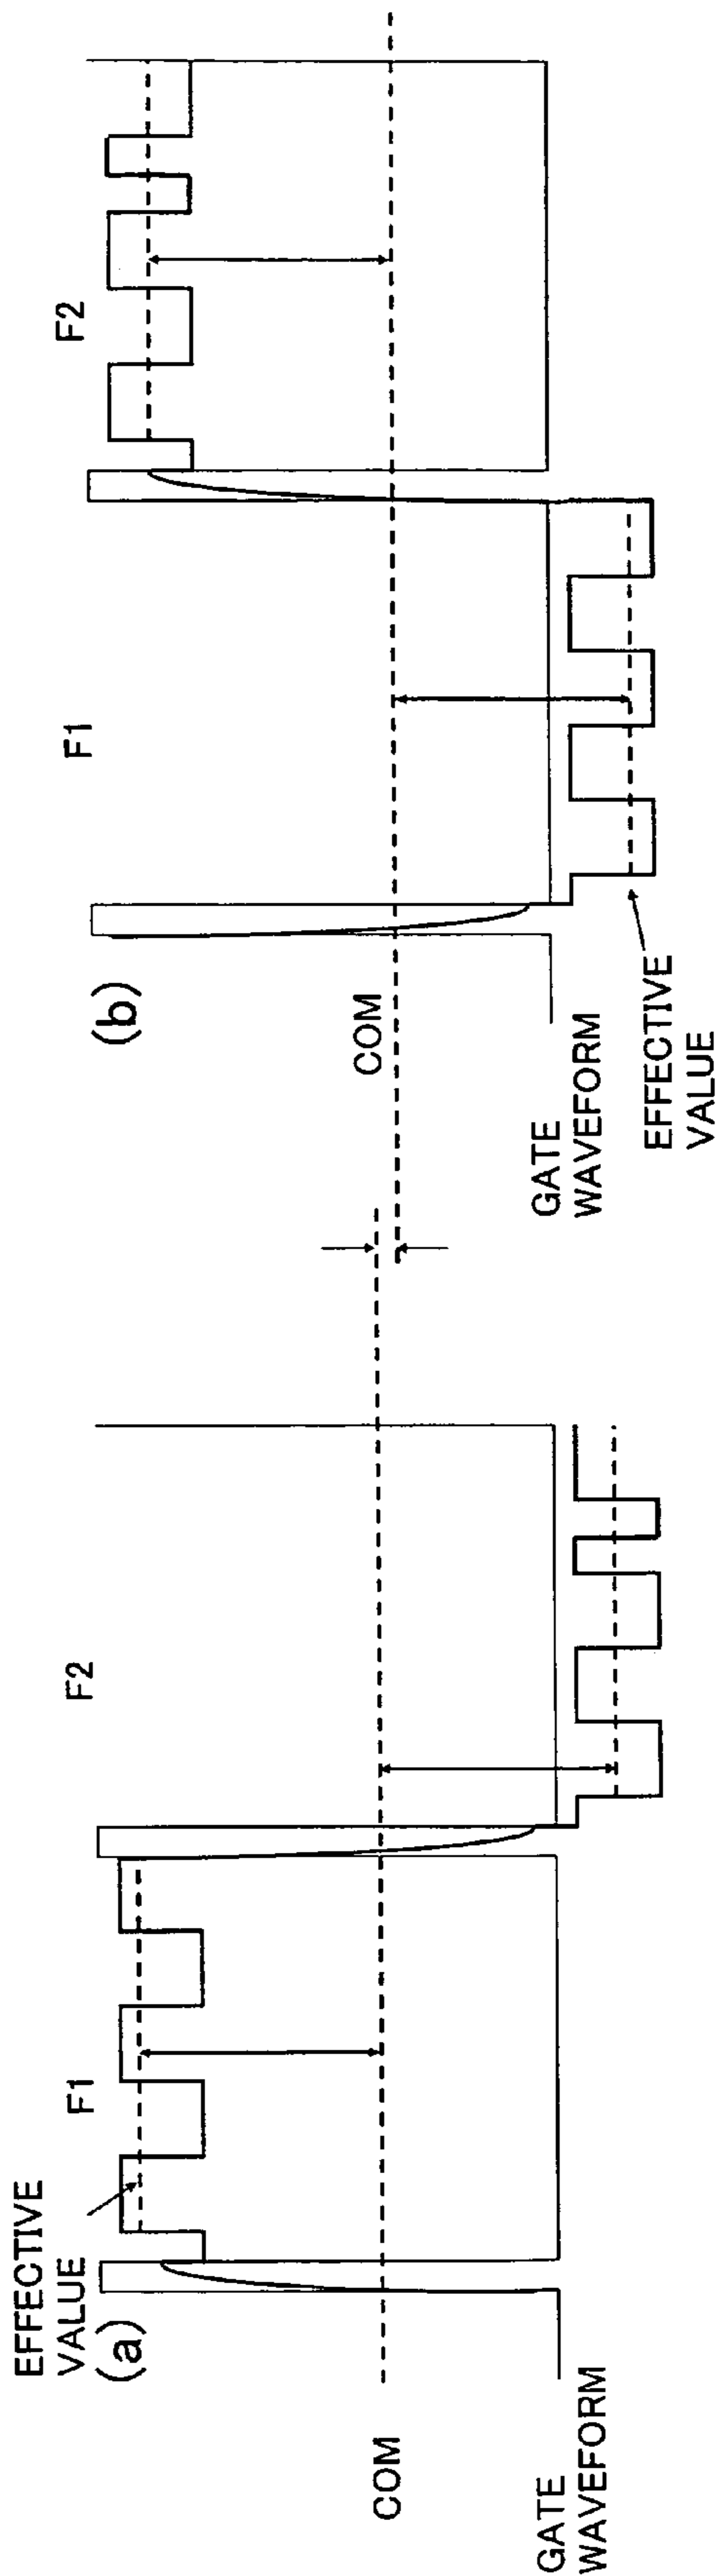 (a)
EFFECTIVE
VALUE
F1
F2
COM
GATE
WAVEFORM
(b)
F1
F2
COM
GATE
WAVEFORM
EFFECTIVE
VALUE